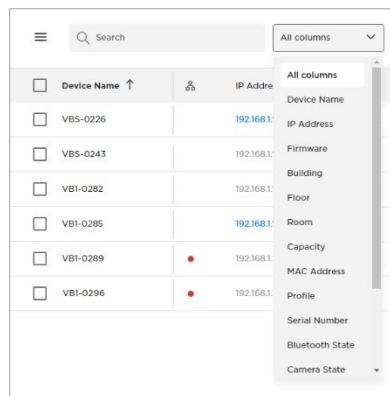 Search All columns
Device Name IP Addre All columns
VBS-0226 192.168.1. Device Name
VBS-0243 192.168.1. IP Address
VB1-0282 192.168.1. Firmware
VB1-0285 192.168.1. Building
VB1-0289 192.168.1. Floor
VB1-0296 192.168.1. Room
Capacity
MAC Address
Profile
Serial Number
Bluetooth State
Camera State